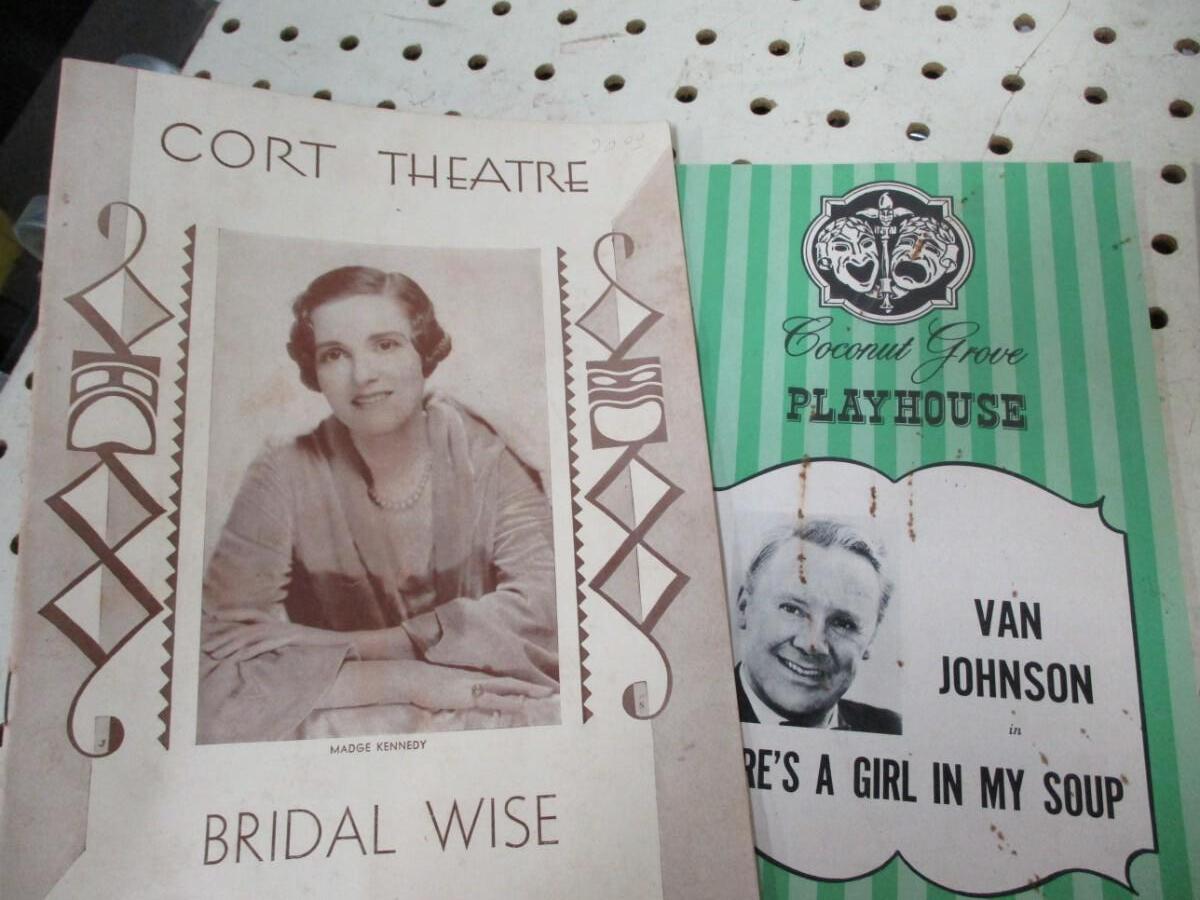 CORT THEATRE
MADGE KENNEDY
BRIDAL WISE
Coconut Grove
PLAYHOUSE
VAN
JOHNSON
in
RE'S A GIRL IN MY SOUP